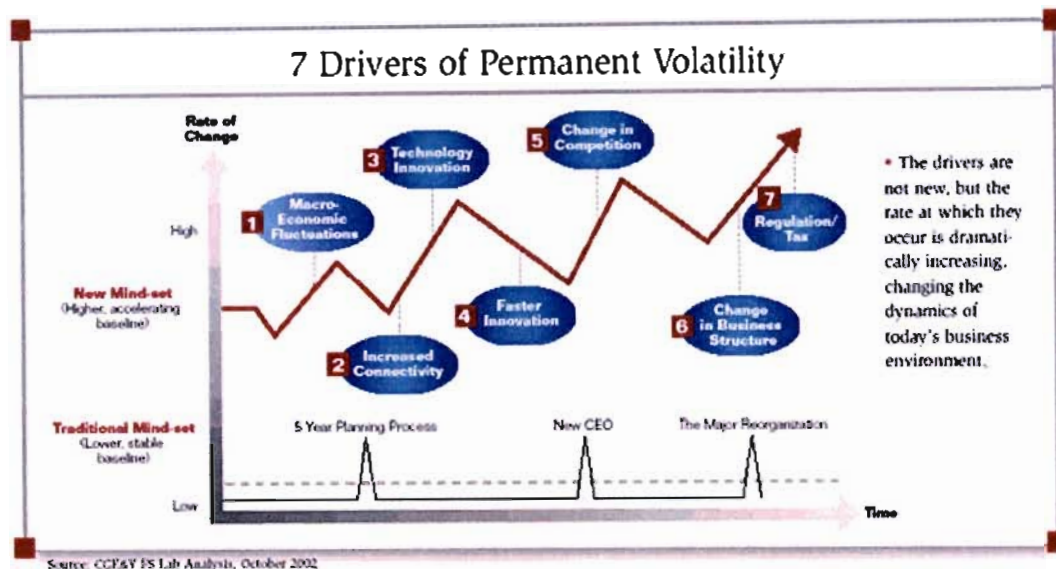 7 Drivers of Permanent Volatility
Rate of
Change
High
New Mind-set
(Higher, accelerating
baseline)
Traditional Mind-set
(Lower, stable
baseline)
Low
1
Macro-
Economic
Fluctuations
2
Increased
Connectivity
3
Technology
Innovation
4
Faster
Innovation
5
Change in
Competition
6
Change
in Business
Structure
7
Regulation/
Tax
5 Year Planning Process
New CEO
The Major Reorganization
Time
• The drivers are
not new, but the
rate at which they
occur is dramati-
cally increasing,
changing the
dynamics of
today's business
environment.
Source: CGE&Y FS Lab Analysis, October 2002